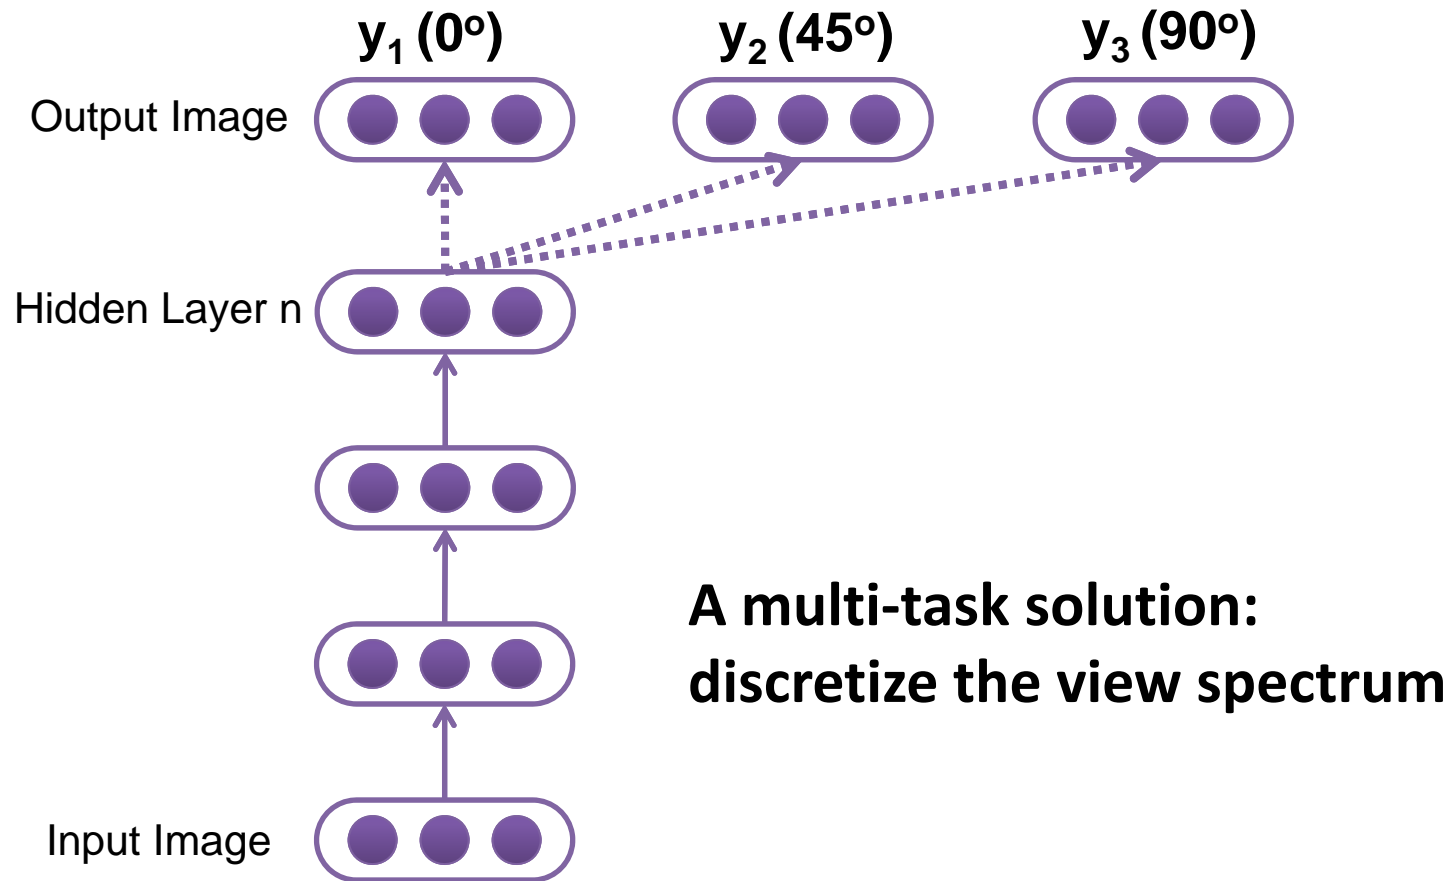 y₁ (0º) y₂ (45º) y₃ (90º)
Output Image
Hidden Layer n
A multi-task solution:
discretize the view spectrum
Input Image